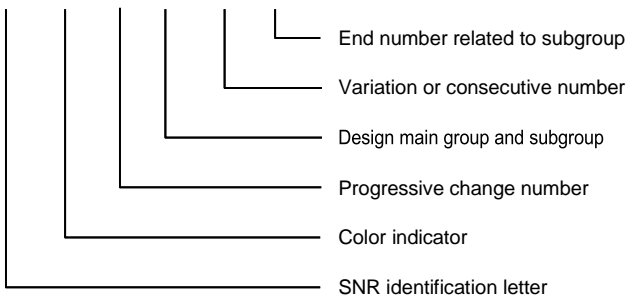 End number related to subgroup
Variation or consecutive number
Design main group and subgroup
Progressive change number
Color indicator
SNR identification letter